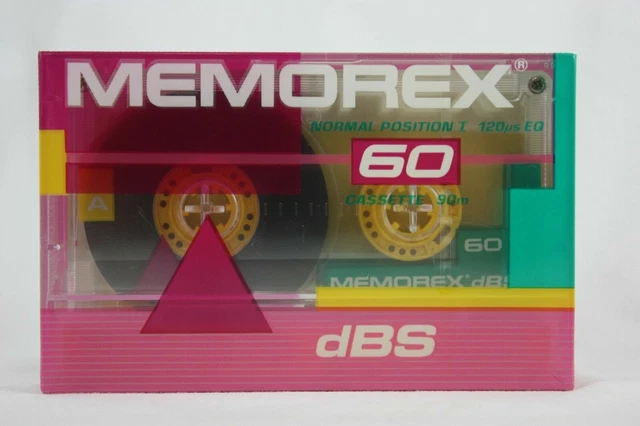 MEMOREX®
NORMAL POSITION I 120µs EQ
60
A
CASSETTE 90m
60
MEMOREX® dBS
dBS